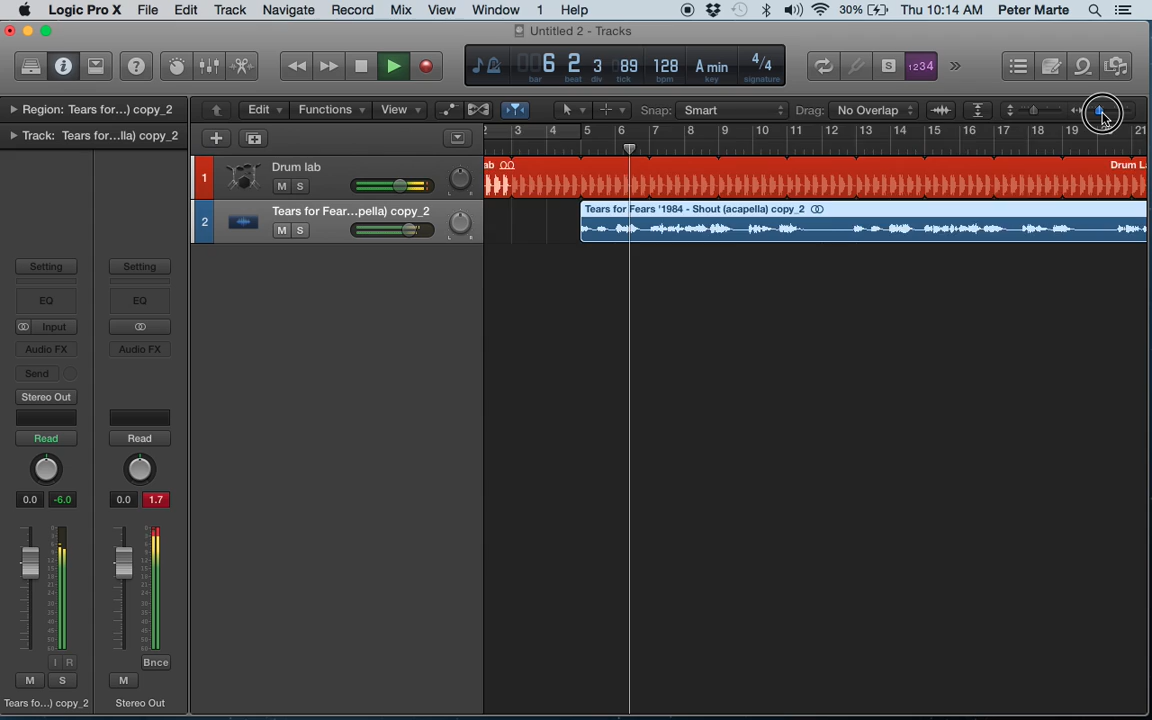 Logic Pro X File Edit Track Navigate Record Mix View Window 1 Help 30% Thu 10:14 AM Peter Marte
Untitled 2 - Tracks
6 2 3 89 128 A min 4/4
bar beat div tick bpm key signature
S 1234
Region: Tears for...) copy_2
Edit Functions View Snap: Smart Drag: No Overlap
Track: Tears for...lla) copy_2
2 3 4 5 6 7 8 9 10 11 12 13 14 15 16 17 18 19 21
1 Drum lab
M S
L R
ab Drum L
2 Tears for Fear...pella) copy_2
M S
L R
Tears for Fears '1984 - Shout (acapella) copy_2
Setting Setting
EQ EQ
Input
Audio FX Audio FX
Send
Stereo Out
Read Read
0.0 -6.0 0.0 1.7
I R Bnce
M S M
Tears fo...) copy_2 Stereo Out